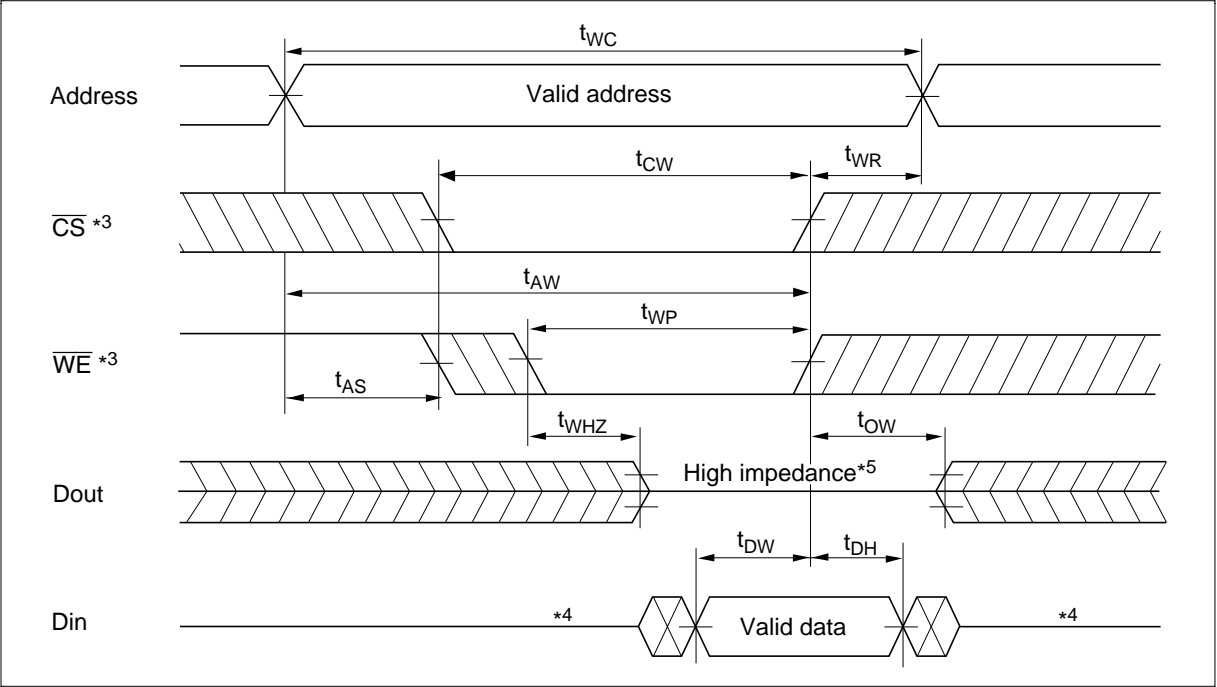 tWC
Address
Valid address
tCW
tWR
CS *3
tAW
tWP
WE *3
tAS
tWHZ
tOW
High impedance*5
Dout
tDW
tDH
*4
*4
Din
Valid data